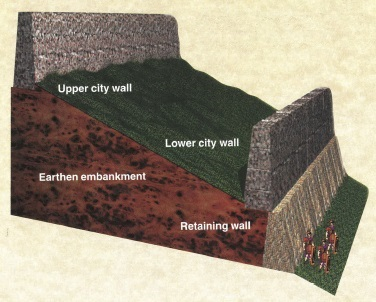 Upper city wall
Lower city wall
Earthen embankment
Retaining wall